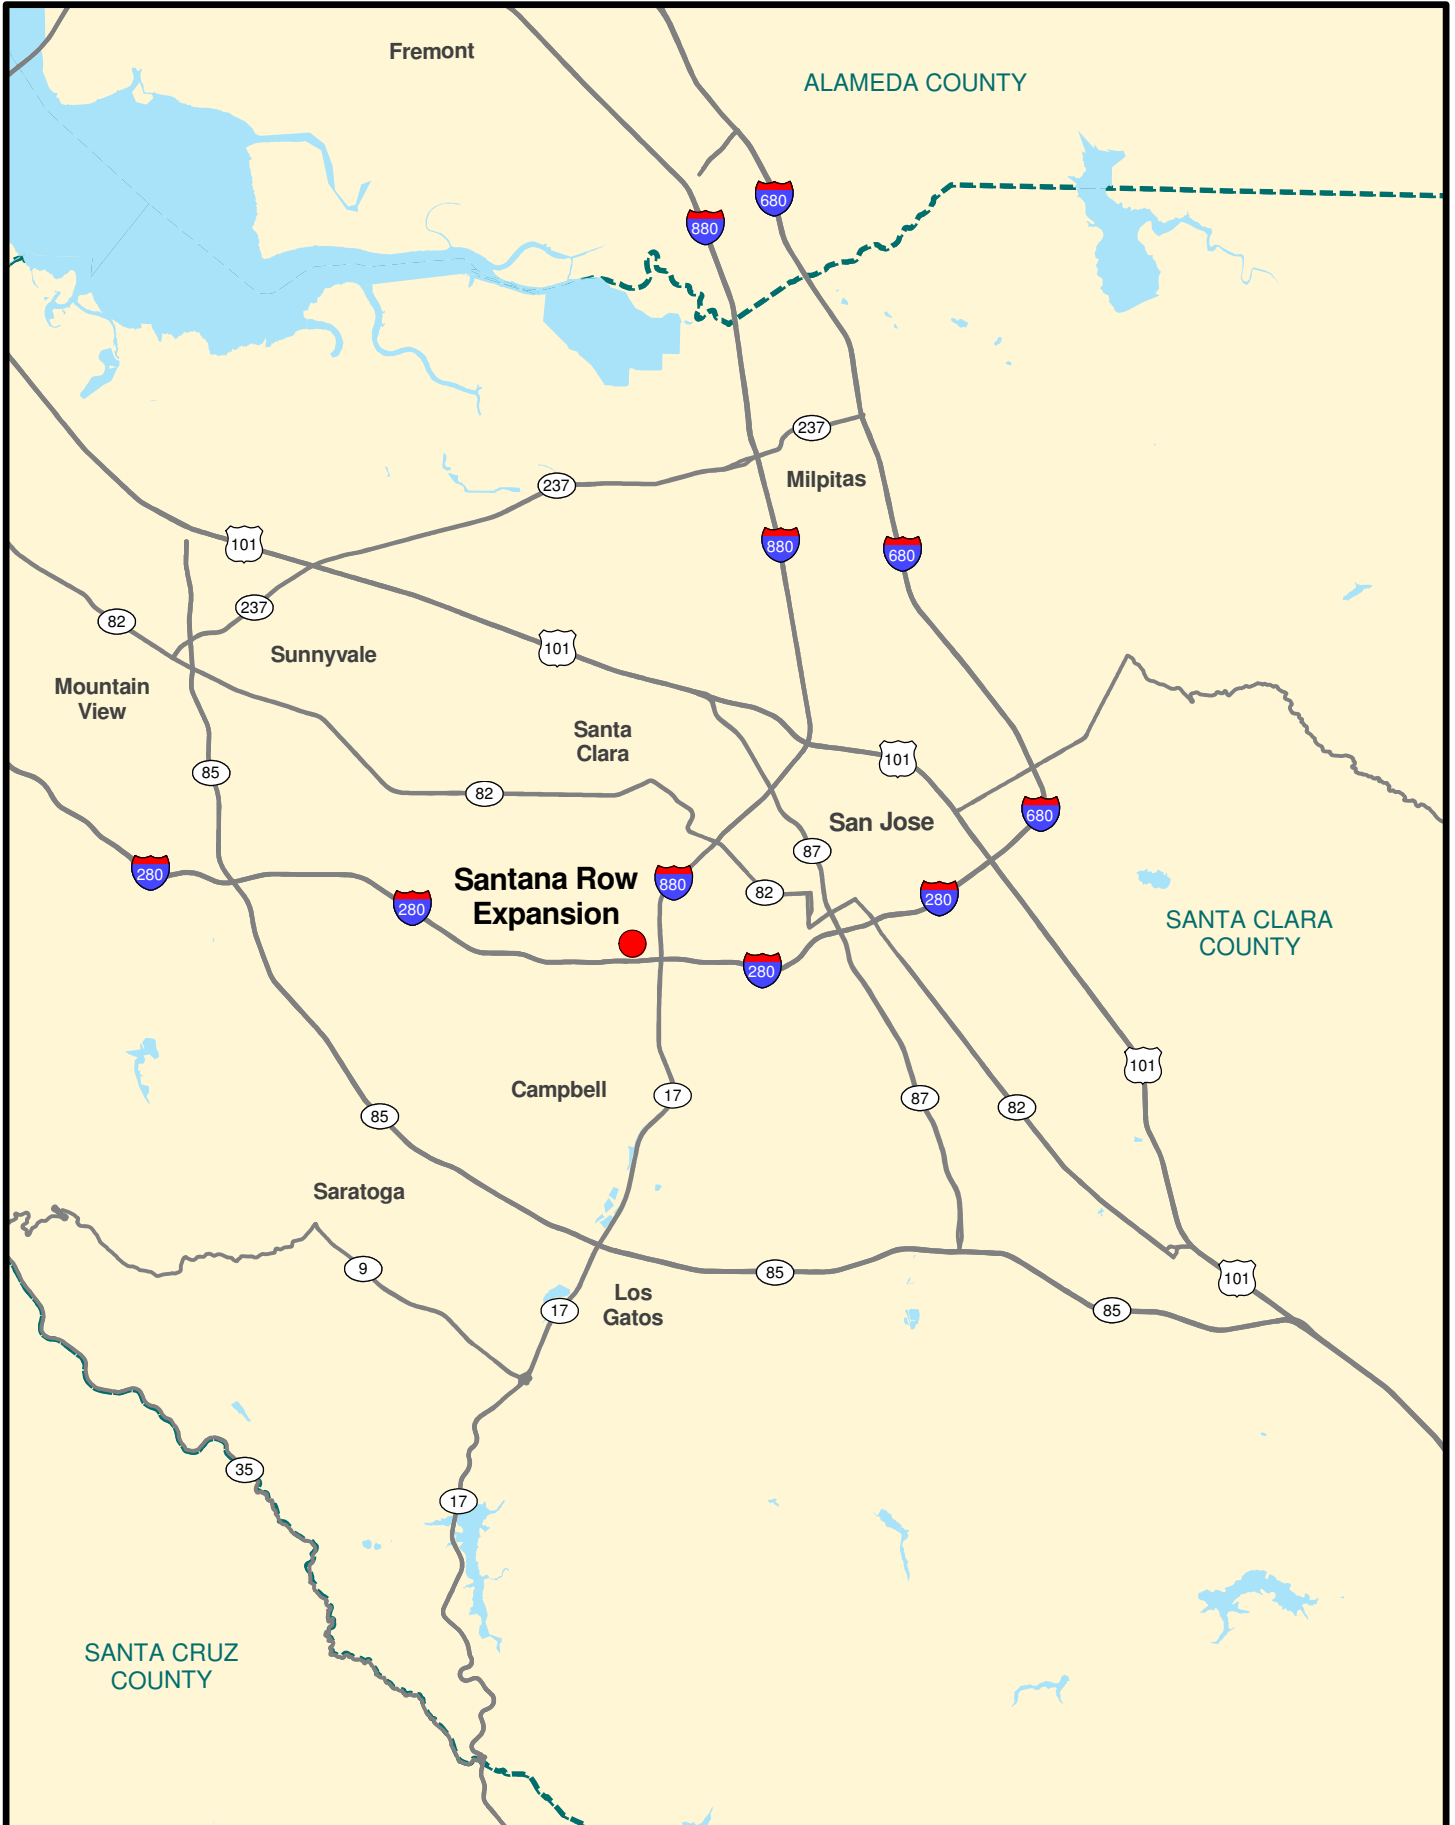 Fremont
ALAMEDA COUNTY
680
880
237
Milpitas
237
101
880
680
237
82
Sunnyvale
101
Mountain
View
Santa
Clara
101
85
82
680
San Jose
87
280
Santana Row
Expansion
880
82
280
280
SANTA CLARA
COUNTY
280
101
Campbell
17
87
82
85
Saratoga
9
85
101
Los
Gatos
17
85
35
17
SANTA CRUZ
COUNTY